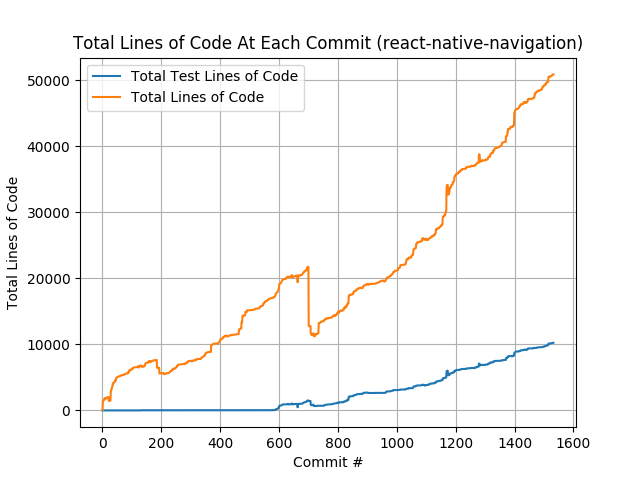 Total Lines of Code At Each Commit (react-native-navigation)
Total Test Lines of Code
Total Lines of Code
Total Lines of Code
50000
40000
30000
20000
10000
0
0 200 400 600 800 1000 1200 1400 1600
Commit #